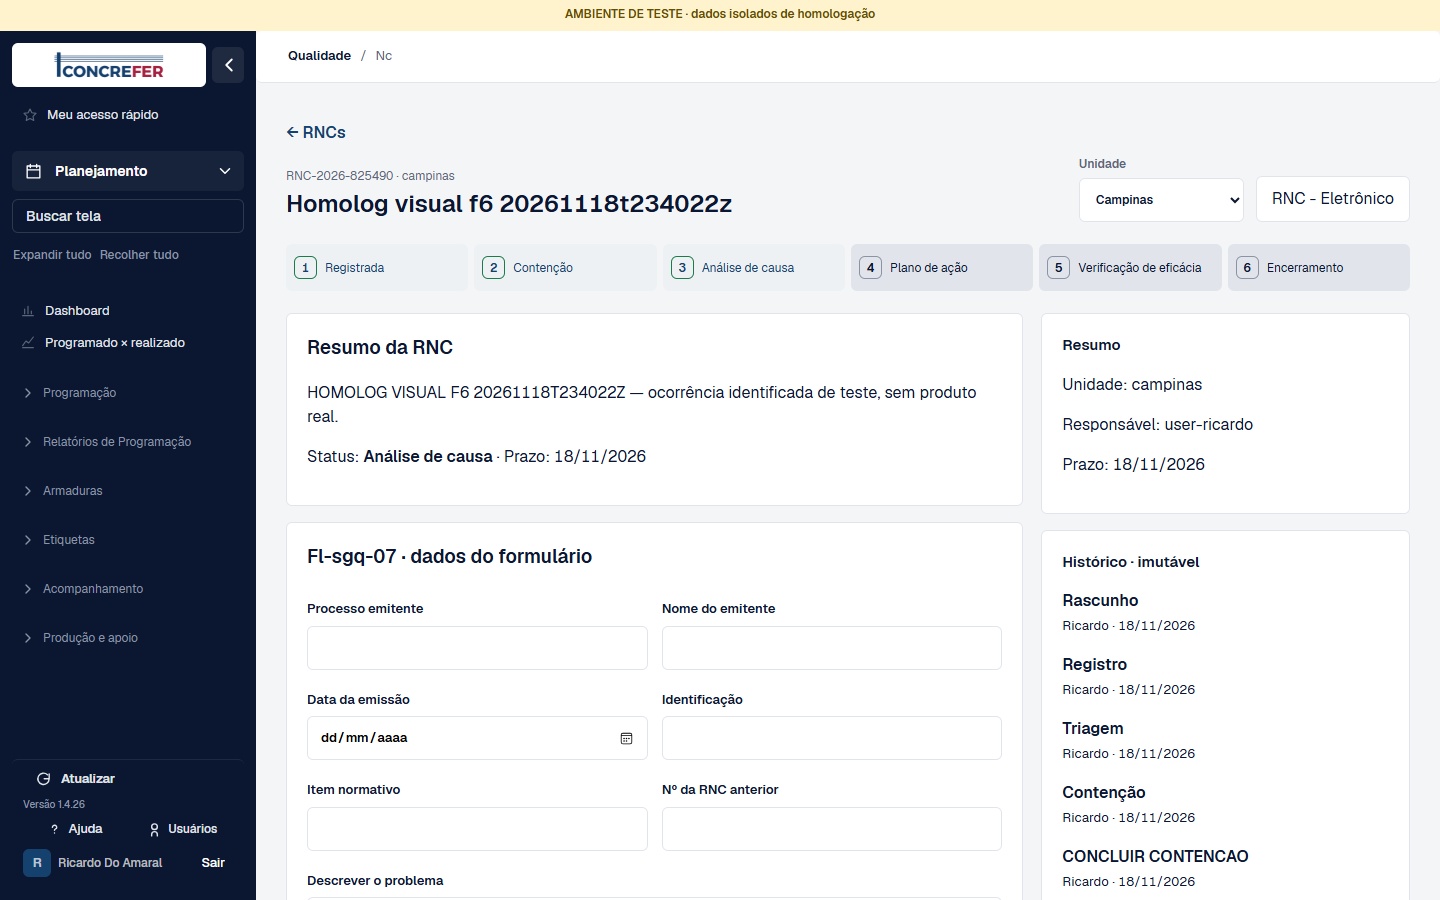 AMBIENTE DE TESTE · dados isolados de homologação
CONCREFER
Meu acesso rápido
Planejamento
Buscar tela
Expandir tudo Recolher tudo
Dashboard
Programado × realizado
Programação
Relatórios de Programação
Armaduras
Etiquetas
Acompanhamento
Produção e apoio
Atualizar
Versão 1.4.26
? Ajuda Usuários
R Ricardo Do Amaral Sair
Qualidade / Nc
← RNCs
RNC-2026-825490 · campinas
Homolog visual f6 20261118t234022z
Unidade
Campinas
RNC - Eletrônico
1 Registrada
2 Contenção
3 Análise de causa
4 Plano de ação
5 Verificação de eficácia
6 Encerramento
Resumo da RNC
HOMOLOG VISUAL F6 20261118T234022Z — ocorrência identificada de teste, sem produto
real.
Status: Análise de causa · Prazo: 18/11/2026
Fl-sgq-07 · dados do formulário
Processo emitente
Nome do emitente
Data da emissão
dd/mm/aaaa
Identificação
Item normativo
Nº da RNC anterior
Descrever o problema
Resumo
Unidade: campinas
Responsável: user-ricardo
Prazo: 18/11/2026
Histórico · imutável
Rascunho
Ricardo · 18/11/2026
Registro
Ricardo · 18/11/2026
Triagem
Ricardo · 18/11/2026
Contenção
Ricardo · 18/11/2026
CONCLUIR CONTENCAO
Ricardo · 18/11/2026